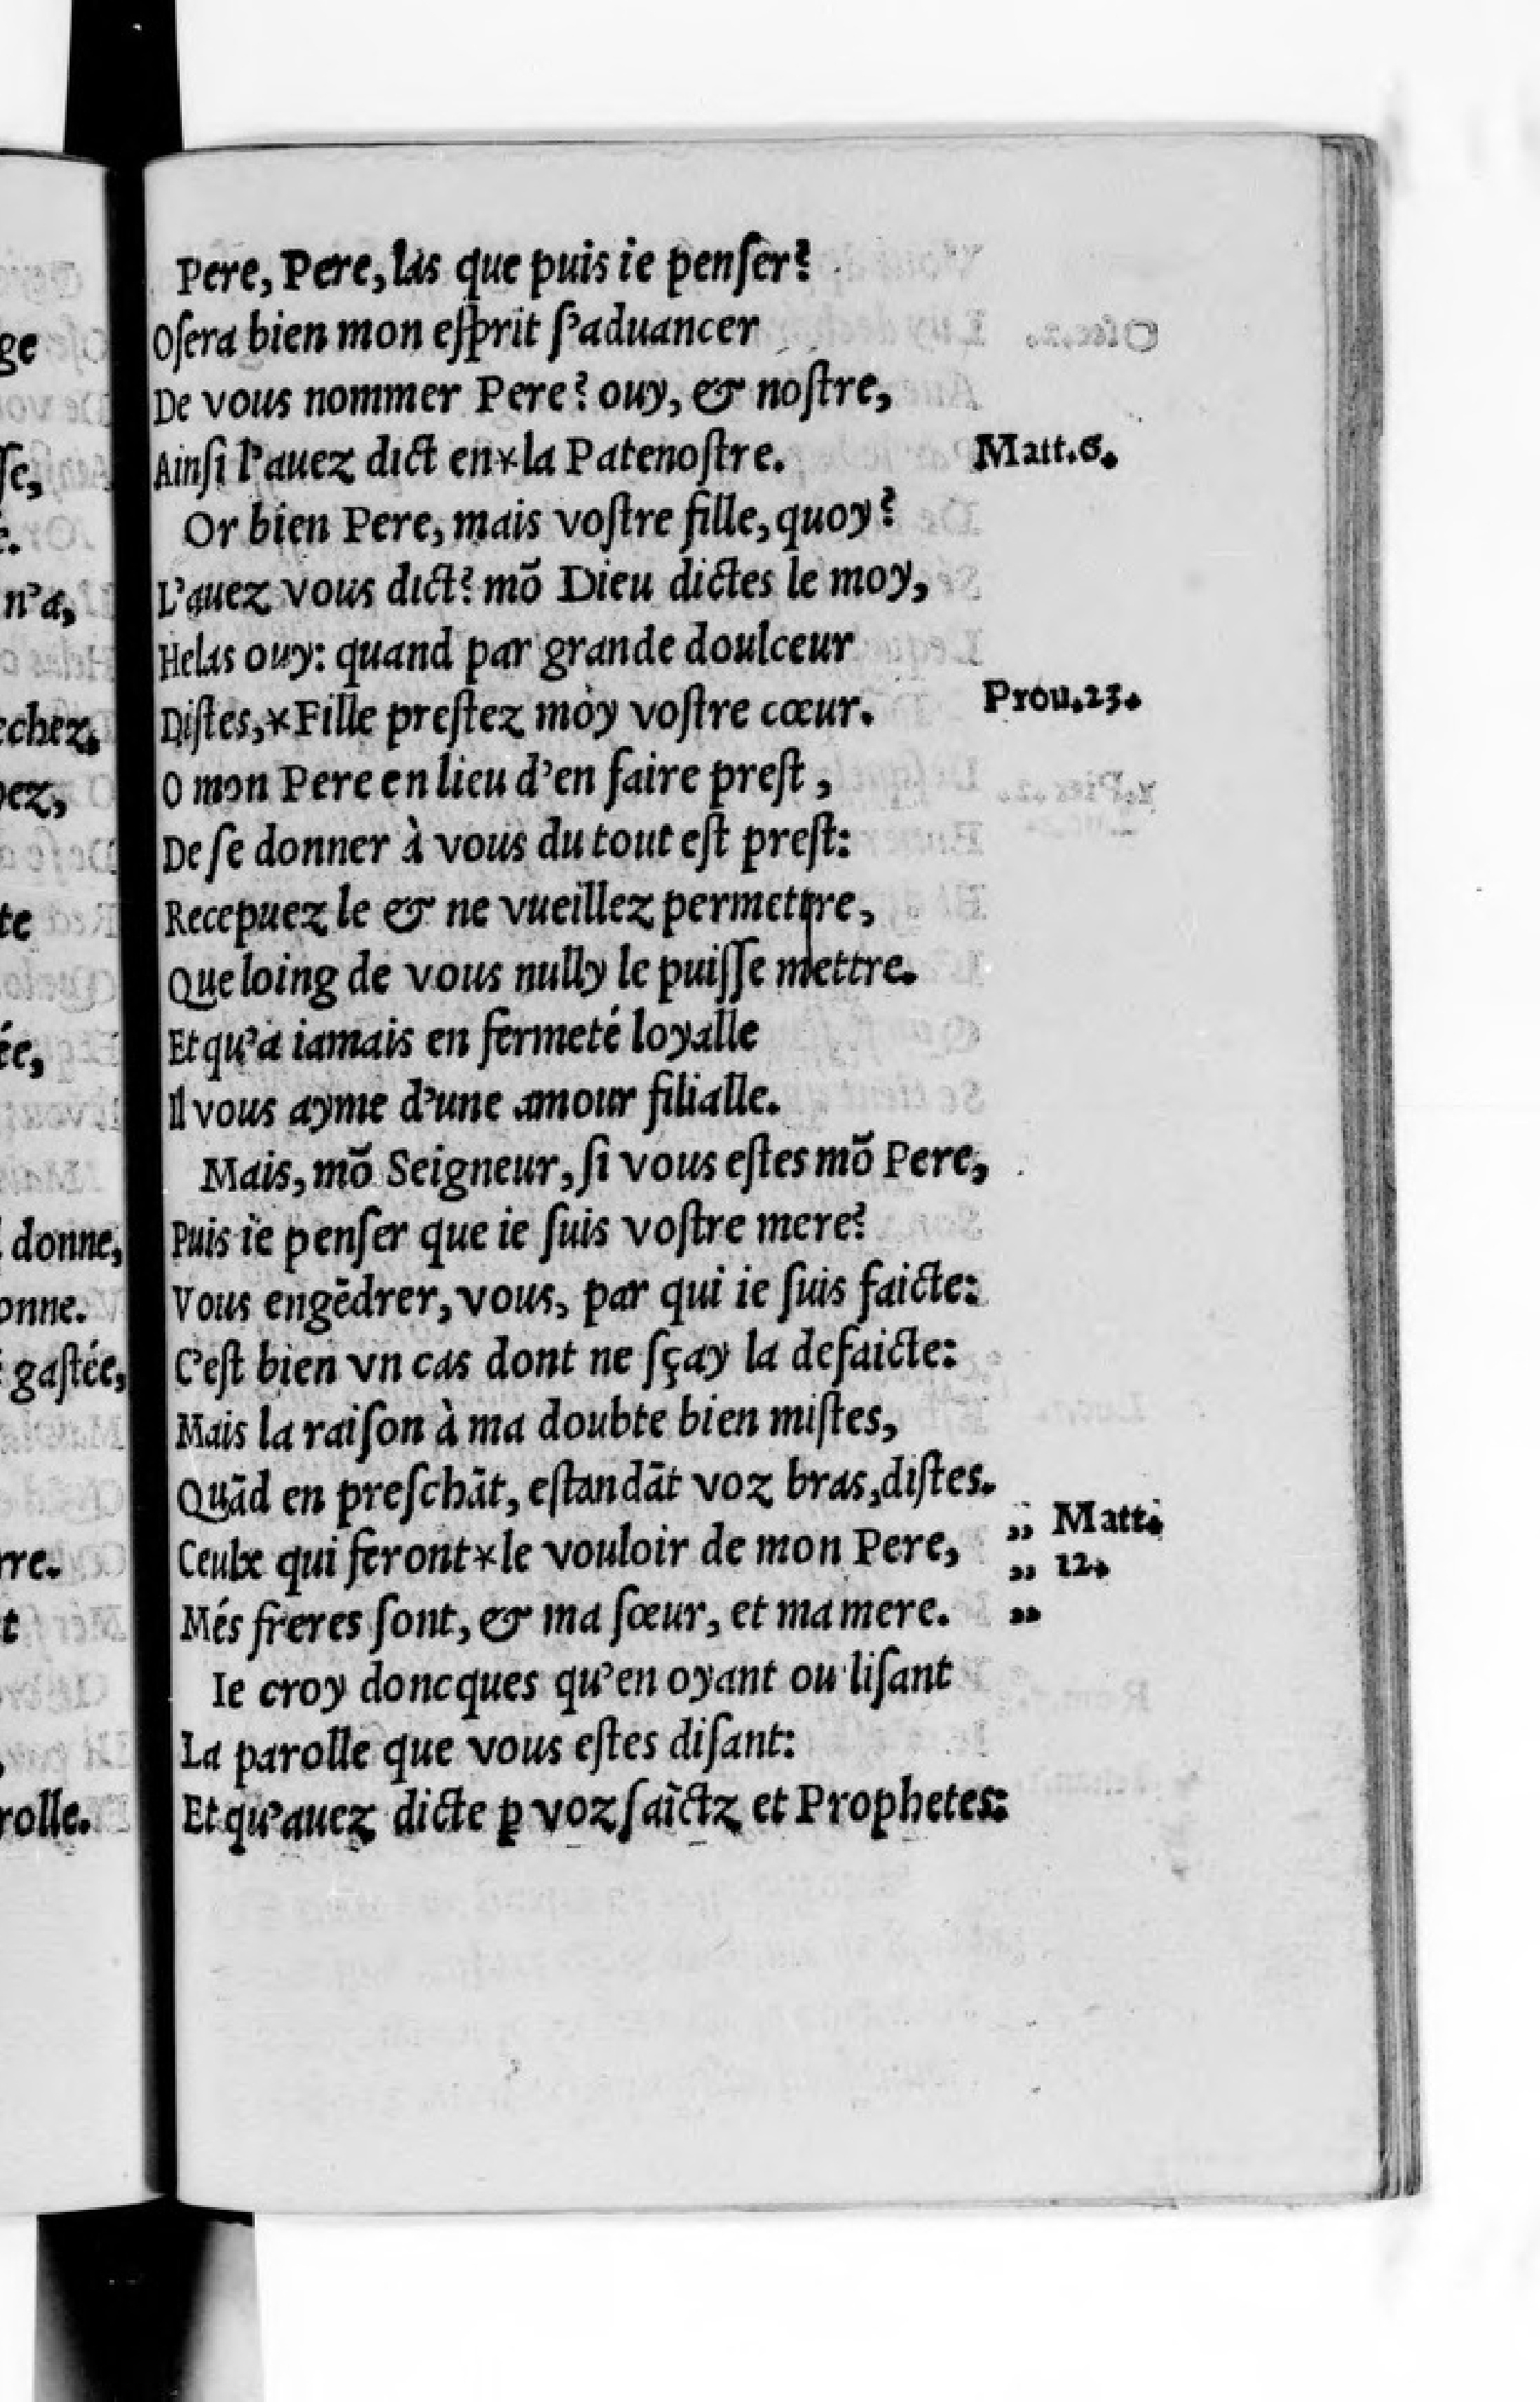 Pere, Pere, las que puis ie penſer?
Oſera bien mon eſprit ſ'aduancer
De vous nommer Pere? ouy, & noſtre,
Ainſi l'auez dict en*la Patenoſtre. Matt.6.
Or bien Pere, mais voſtre fille, quoy?
L'auez vous dict? mõ Dieu dictes le moy,
Helas ouy: quand par grande doulceur
Diſtes,*Fille preſtez moy voſtre cœur. Prou.23.
O mon Pere en lieu d'en faire preſt,
De ſe donner à vous du tout eſt preſt:
Recepuez le & ne vueillez permettre,
Que loing de vous nully le puiſſe mettre.
Et qu'a iamais en fermeté loyalle
Il vous ayme d'une amour filialle.
Mais, mõ Seigneur, ſi vous eſtes mõ Pere,
Puis ie penſer que ie ſuis voſtre mere?
Vous engẽdrer, vous, par qui ie ſuis faicte:
C'eſt bien vn cas dont ne ſçay la defaicte:
Mais la raiſon à ma doubte bien miſtes,
Quãd en preſchãt, eſtandãt voz bras, diſtes.
Ceulx qui feront*le vouloir de mon Pere, „ Matt. „ 12.
Més freres ſont, & ma ſœur, et ma mere. „
Ie croy doncques qu'en oyant ou liſant
La parolle que vous eſtes diſant:
Et qu'auez dicte ꝑ voz ſaĩctz et Prophetes:
ge
ſſe,
e.
n'a,
echez.
pez,
te
ée,
donne,
onne.
gaſtée,
rre.
t
rolle.